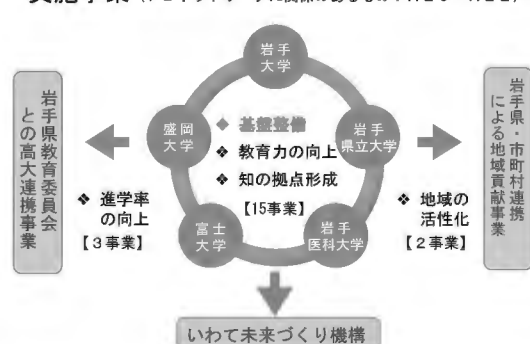 実施事業
岩手
大学
盛岡
大学
岩手
県立大学
富士
大学
岩手
医科大学
❖ 基盤整備
❖ 教育力の向上
❖ 知の拠点形成
【15事業】
岩手県教育委員会
との高大連携事業
❖ 進学率
の向上
【3事業】
❖ 地域の
活性化
【2事業】
岩手県・市町村連携
による地域貢献事業
いわて未来づくり機構